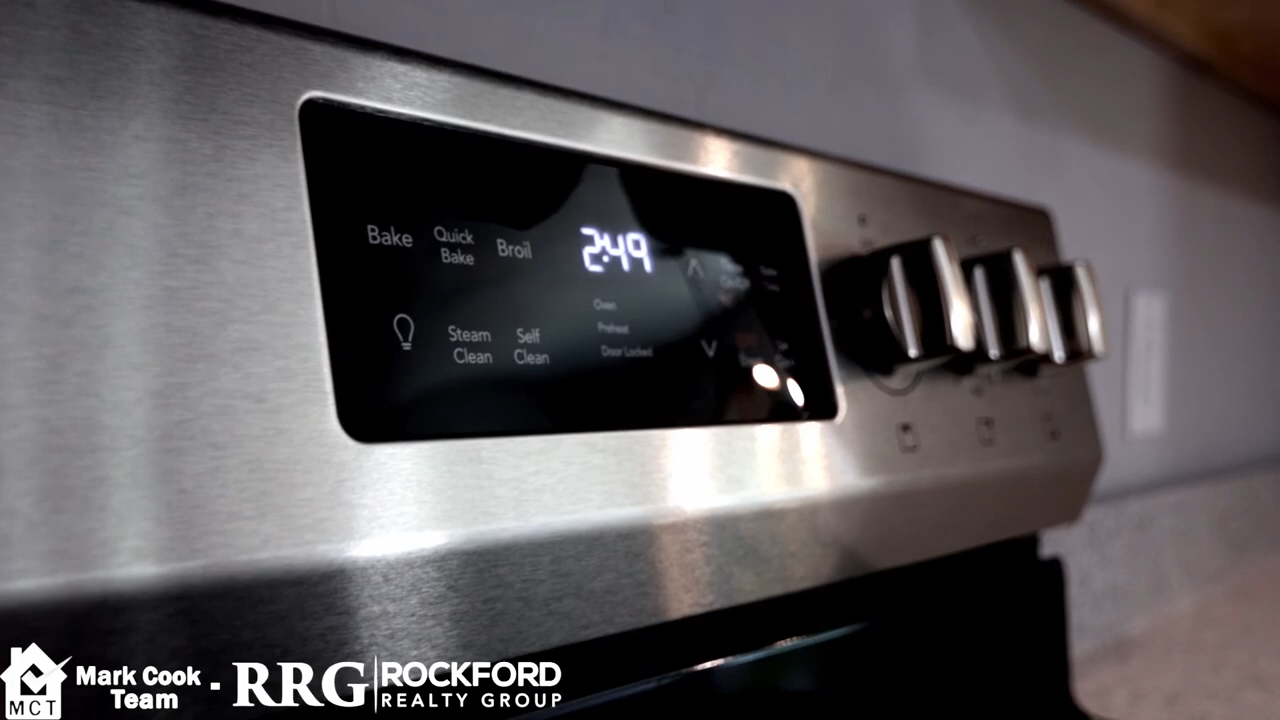 Bake
Quick
Bake
Broil
2:49
Oven
Preheat
Door Locked
Steam
Clean
Self
Clean
MCT
Mark Cook
Team
-
RRG
ROCKFORD
REALTY GROUP